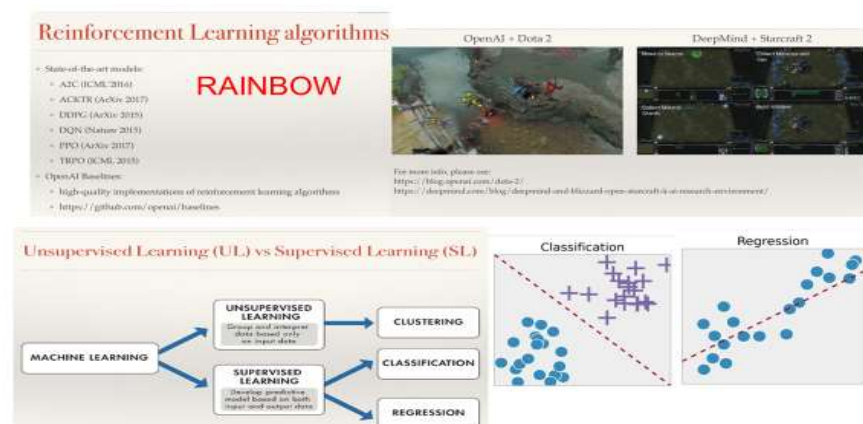 Reinforcement Learning algorithms
State-of-the-art models:
A2C (ICML 2016)
ACKTR (ArXiv 2017)
DDPG (ArXiv 2015)
DQN (Nature 2015)
PPO (ArXiv 2017)
TRPO (ICML 2015)
OpenAI Baselines:
high-quality implementations of reinforcement learning algorithms
https://github.com/openai/baselines
RAINBOW
OpenAI + Dota 2
DeepMind + Starcraft 2
For more info, please see:
https://blog.openai.com/dota-2/
https://deepmind.com/blog/deepmind-and-blizzard-open-starcraft-ii-ai-research-environment/
Unsupervised Learning (UL) vs Supervised Learning (SL)
MACHINE LEARNING
UNSUPERVISED
LEARNING
Group and interpret
data based only
on input data
SUPERVISED
LEARNING
Develop predictive
model based on both
input and output data
CLUSTERING
CLASSIFICATION
REGRESSION
Classification
Regression